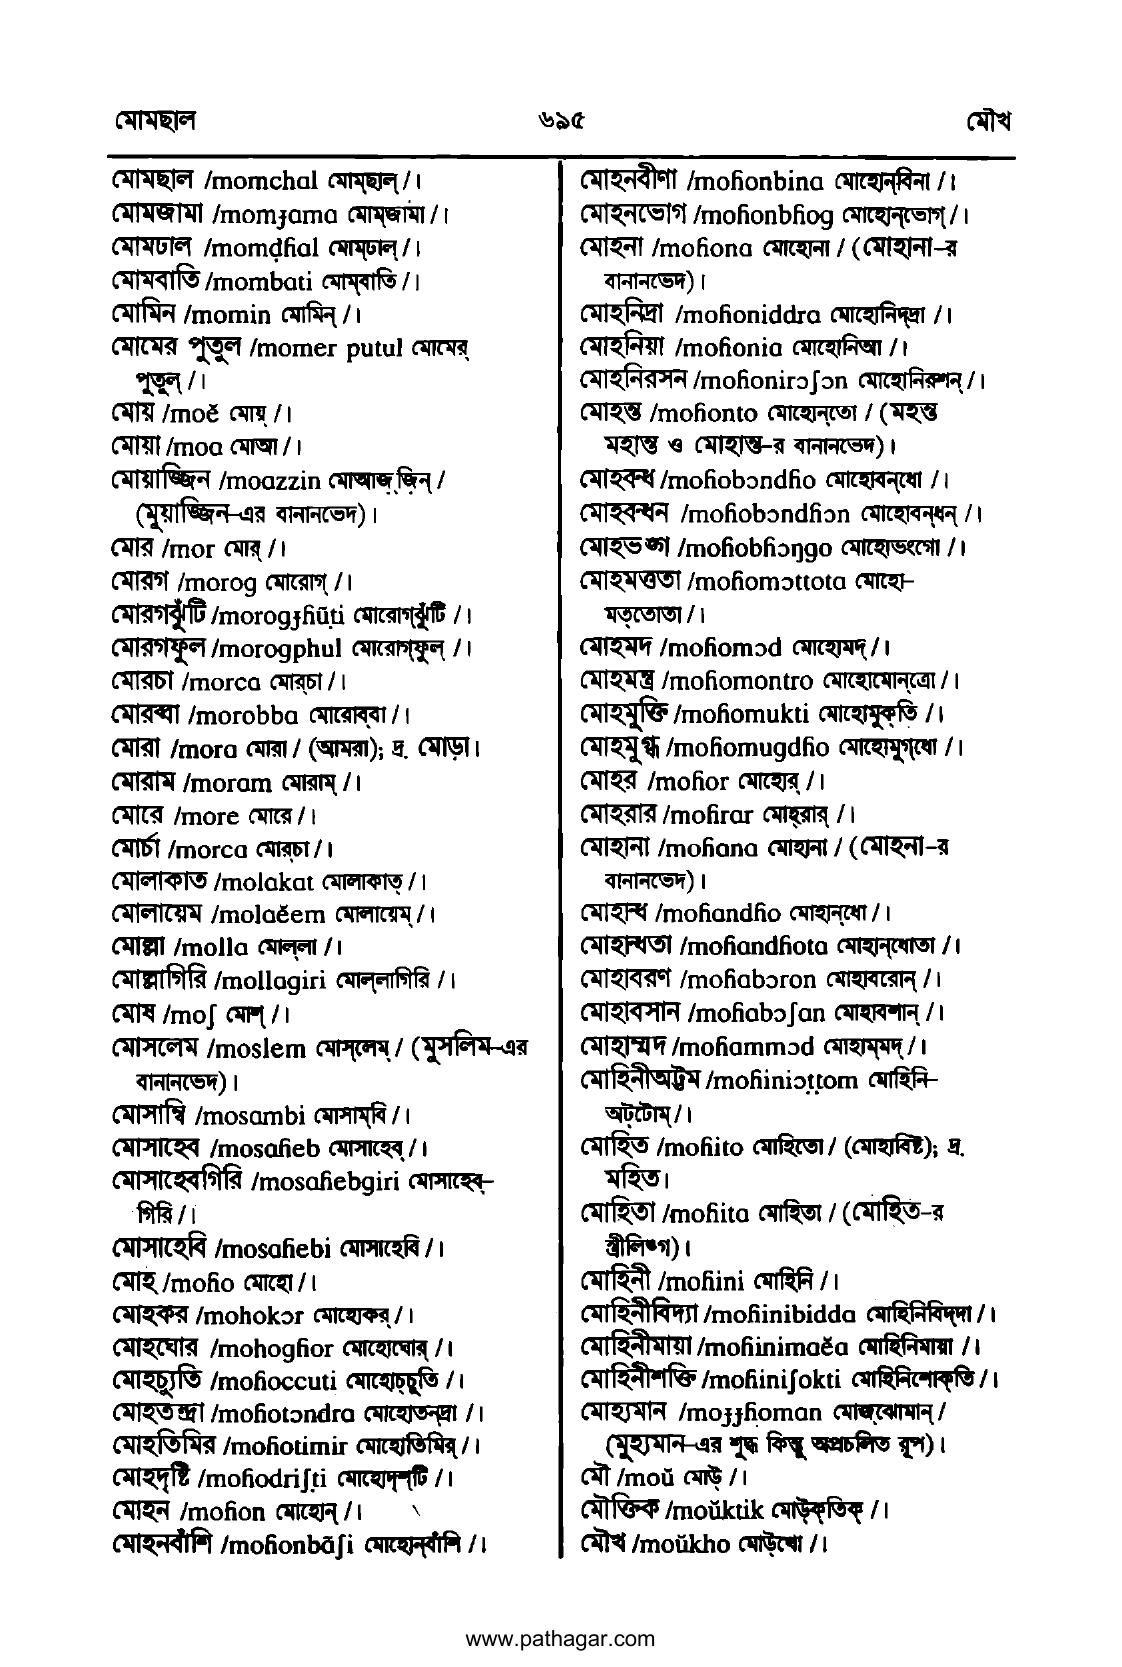 মোমছাল ৬৯৫ মৌখ
মোমছাল /momchal মোম্‌ছাল্‌ /।
মোমজামা /momɟama মোম্‌জামা /।
মোমঢাল /momḍɦal মোম্‌ঢাল্‌ /।
মোমবাতি /mombati মোম্‌বাতি /।
মোমিন /momin মোমিন্‌ /।
মোমের পুতুল /momer putul মোমের্‌
পুতুল্‌ /।
মোয় /moĕ মোয়্‌ /।
মোয়া /moa মোআ /।
মোয়াজ্জিন /moazzin মোআজ়্‌জ়িন্‌ /
(মুয়াজ্জিন-এর বানানভেদ)।
মোর /mor মোর্‌ /।
মোরগ /morog মোরোগ্‌ /।
মোরগঝুঁটি /morogɟɦũṭi মোরোগ্‌ঝুঁটি /।
মোরগফুল /morogphul মোরোগ্‌ফুল্‌ /।
মোরচা /morca মোর্‌চা /।
মোরব্বা /morobba মোরোব্‌বা /।
মোরা /mora মোরা / (আমরা); দ্র. মোড়া।
মোরাম /moram মোরাম্‌ /।
মোরে /more মোরে /।
মোর্চা /morca মোর্‌চা /।
মোলাকাত /molakat মোলাকাত্‌ /।
মোলায়েম /molaĕem মোলায়েম্‌ /।
মোল্লা /molla মোল্‌লা /।
মোল্লাগিরি /mollagiri মোল্‌লাগিরি /।
মোষ /moʃ মোশ্‌ /।
মোসলেম /moslem মোস্‌লেম্‌ / (মুসলিম-এর
বানানভেদ)।
মোসাম্বি /mosambi মোসাম্‌বি /।
মোসাহেব /mosaɦeb মোসাহেব্‌ /।
মোসাহেবগিরি /mosaɦebgiri মোসাহেব্‌-
গিরি /।
মোসাহেবি /mosaɦebi মোসাহেবি /।
মোহ /moɦo মোহো /।
মোহকর /mohokɔr মোহোকর্‌ /।
মোহঘোর /mohogɦor মোহোঘোর্‌ /।
মোহচ্যুতি /moɦoccuti মোহোচ্‌চুতি /।
মোহতন্দ্রা /moɦotɔndra মোহোতন্‌দ্রা /।
মোহতিমির /moɦotimir মোহোতিমির্‌ /।
মোহদৃষ্টি /moɦodriʃṭi মোহোদৃশ্‌টি /।
মোহন /moɦon মোহোন্‌ /।
মোহনবাঁশি /moɦonbãʃi মোহোন্‌বাঁশি /।
মোহনবীণা /moɦonbina মোহোন্‌বিনা /।
মোহনভোগ /moɦonbɦog মোহোন্‌ভোগ্‌ /।
মোহনা /moɦona মোহোনা / (মোহানা-র
বানানভেদ)।
মোহনিদ্রা /moɦoniddra মোহোনিদ্‌দ্রা /।
মোহনিয়া /moɦonia মোহোনিআ /।
মোহনিরসন /moɦonirɔʃɔn মোহোনিরশন্‌ /।
মোহন্ত /moɦonto মোহোন্‌তো / (মহন্ত
মহান্ত ও মোহান্ত-র বানানভেদ)।
মোহবন্ধ /moɦobɔndɦo মোহোবন্‌ধো /।
মোহবন্ধন /moɦobɔndɦɔn মোহোবন্‌ধন্‌ /।
মোহভঙ্গ /moɦobɦɔŋgo মোহোভংগো /।
মোহমত্ততা /moɦomɔttota মোহো-
মত্‌তোতা /।
মোহমদ /moɦomɔd মোহোমদ্‌ /।
মোহমন্ত্র /moɦomontro মোহোমোন্‌ত্রো /।
মোহমুক্তি /moɦomukti মোহোমুক্‌তি /।
মোহমুগ্ধ /moɦomugdɦo মোহোমুগ্‌ধো /।
মোহর /moɦor মোহোর্‌ /।
মোহরার /moɦrar মোহ্‌রার্‌ /।
মোহানা /moɦana মোহানা / (মোহনা-র
বানানভেদ)।
মোহান্ধ /moɦandɦo মোহান্‌ধো /।
মোহান্ধতা /moɦandɦota মোহান্‌ধোতা /।
মোহাবরণ /moɦabɔron মোহাবরোন্‌ /।
মোহাবসান /moɦabɔʃan মোহাবশান্‌ /।
মোহাম্মদ /moɦammɔd মোহাম্‌মদ্‌ /।
মোহিনীঅট্টম /moɦiniɔṭṭom মোহিনি-
অট্‌টোম্‌ /।
মোহিত /moɦito মোহিতো / (মোহাবিষ্ট); দ্র.
মহিত।
মোহিতা /moɦita মোহিতা / (মোহিত-র
স্ত্রীলিঙ্গ)।
মোহিনী /moɦini মোহিনি /।
মোহিনীবিদ্যা /moɦinibidda মোহিনিবিদ্‌দা /।
মোহিনীমায়া /moɦinimaĕa মোহিনিমায়া /।
মোহিনীশক্তি /moɦiniʃokti মোহিনিশোক্‌তি /।
মোহ্যমান /moɟɟɦoman মোজ্‌ঝোমান্‌ /
(মুহ্যমান-এর শুদ্ধ কিন্তু অপ্রচলিত রূপ)।
মৌ /moŭ মোউ্‌ /।
মৌক্তিক /moŭktik মোউ্‌ক্‌তিক্‌ /।
মৌখ /moŭkho মোউ্‌খো /।
www.pathagar.com